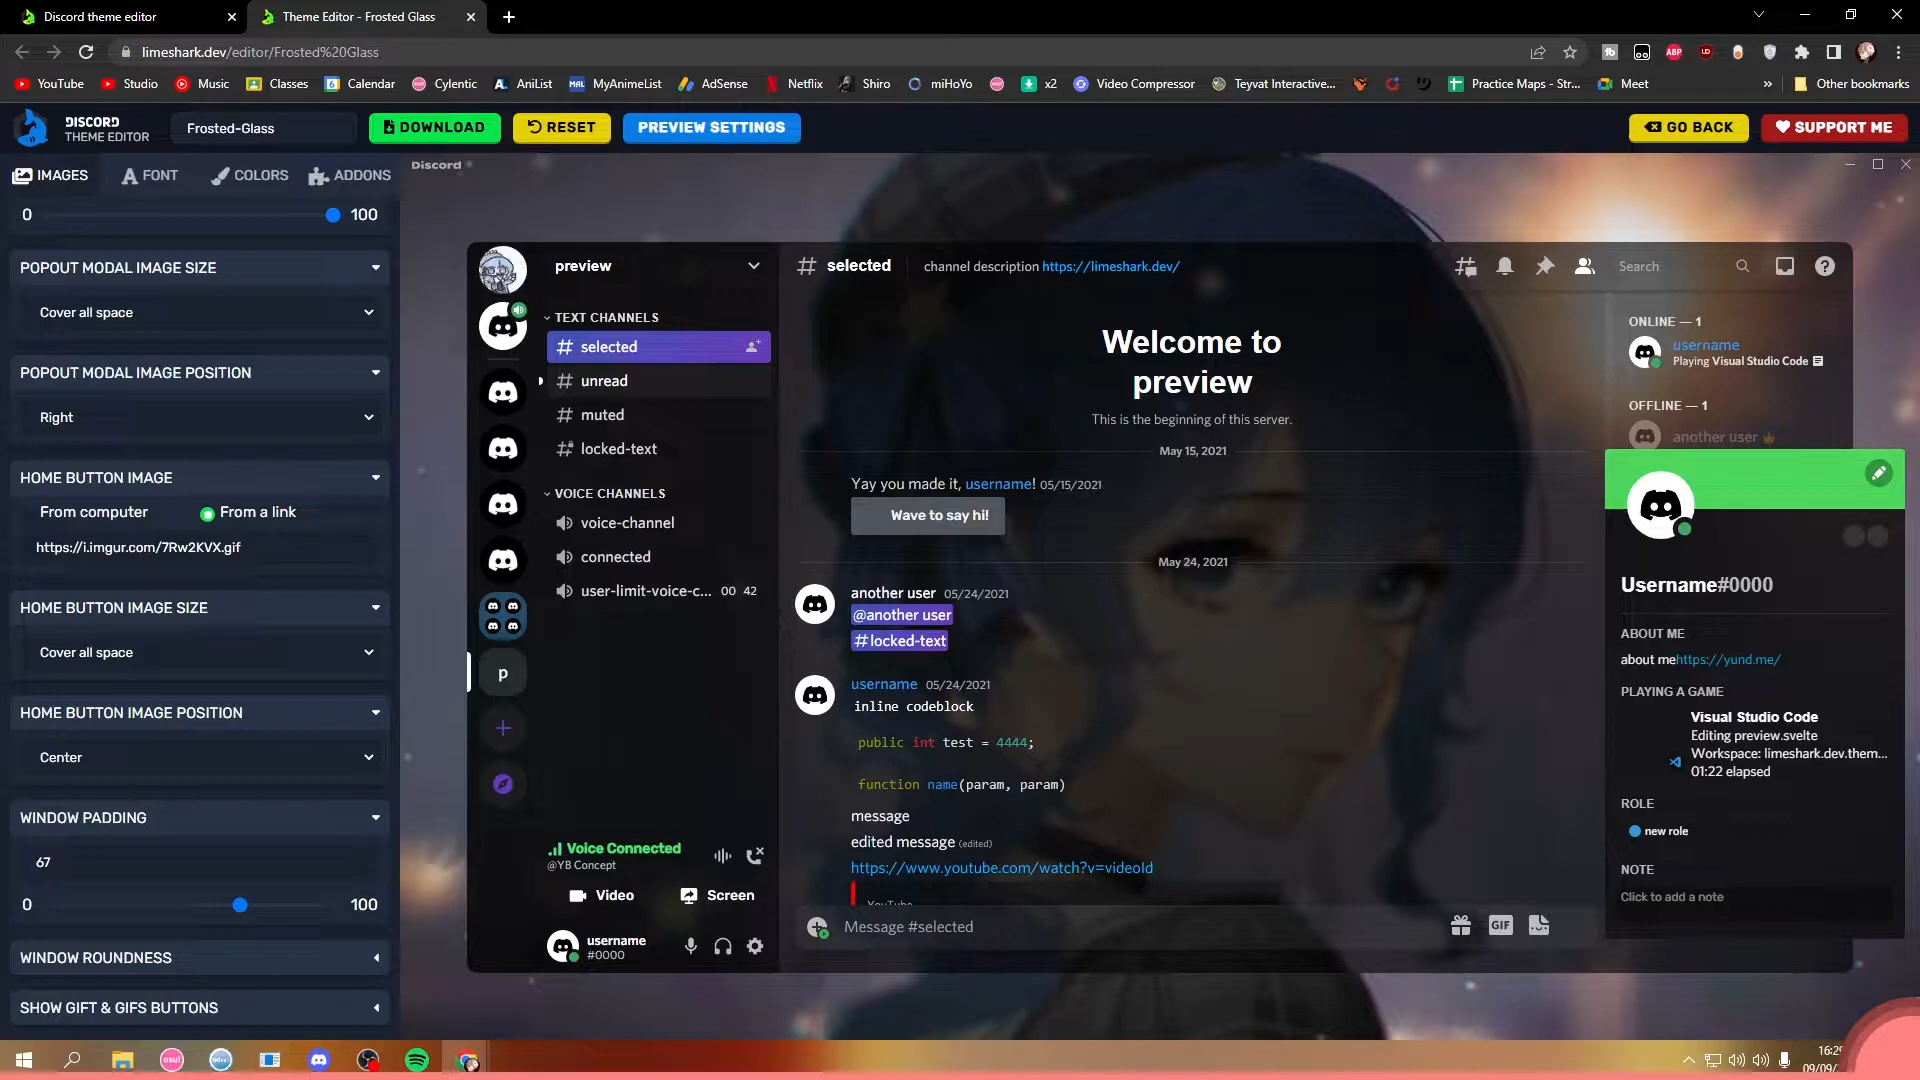 Discord theme editor
Theme Editor - Frosted Glass
limeshark.dev/editor/Frosted%20Glass
YouTube
Studio
Music
Classes
Calendar
Cylentic
AniList
MyAnimeList
AdSense
Netflix
Shiro
miHoYo
x2
Video Compressor
Teyvat Interactive...
Practice Maps - Str...
Meet
Other bookmarks
DISCORD
THEME EDITOR
Frosted-Glass
DOWNLOAD
RESET
PREVIEW SETTINGS
GO BACK
SUPPORT ME
IMAGES
FONT
COLORS
ADDONS
0
100
POPOUT MODAL IMAGE SIZE
Cover all space
POPOUT MODAL IMAGE POSITION
Right
HOME BUTTON IMAGE
From computer
From a link
https://i.imgur.com/7Rw2KVX.gif
HOME BUTTON IMAGE SIZE
Cover all space
HOME BUTTON IMAGE POSITION
Center
WINDOW PADDING
67
0
100
WINDOW ROUNDNESS
SHOW GIFT & GIFS BUTTONS
Discord
preview
TEXT CHANNELS
selected
unread
muted
locked-text
VOICE CHANNELS
voice-channel
connected
user-limit-voice-c... 00 42
p
Voice Connected
@YB Concept
Video
Screen
username
#0000
selected
channel description https://limeshark.dev/
Search
Welcome to
preview
This is the beginning of this server.
May 15, 2021
Yay you made it, username! 05/15/2021
Wave to say hi!
May 24, 2021
another user 05/24/2021
@another user
#locked-text
username 05/24/2021
inline codeblock
public int test = 4444;
function name(param, param)
message
edited message (edited)
https://www.youtube.com/watch?v=videoId
YouTube
Message #selected
GIF
ONLINE — 1
username
Playing Visual Studio Code
OFFLINE — 1
another user
Username#0000
ABOUT ME
about mehttps://yund.me/
PLAYING A GAME
Visual Studio Code
Editing preview.svelte
Workspace: limeshark.dev.them...
01:22 elapsed
ROLE
new role
NOTE
Click to add a note
osu!
16:29
09/09/